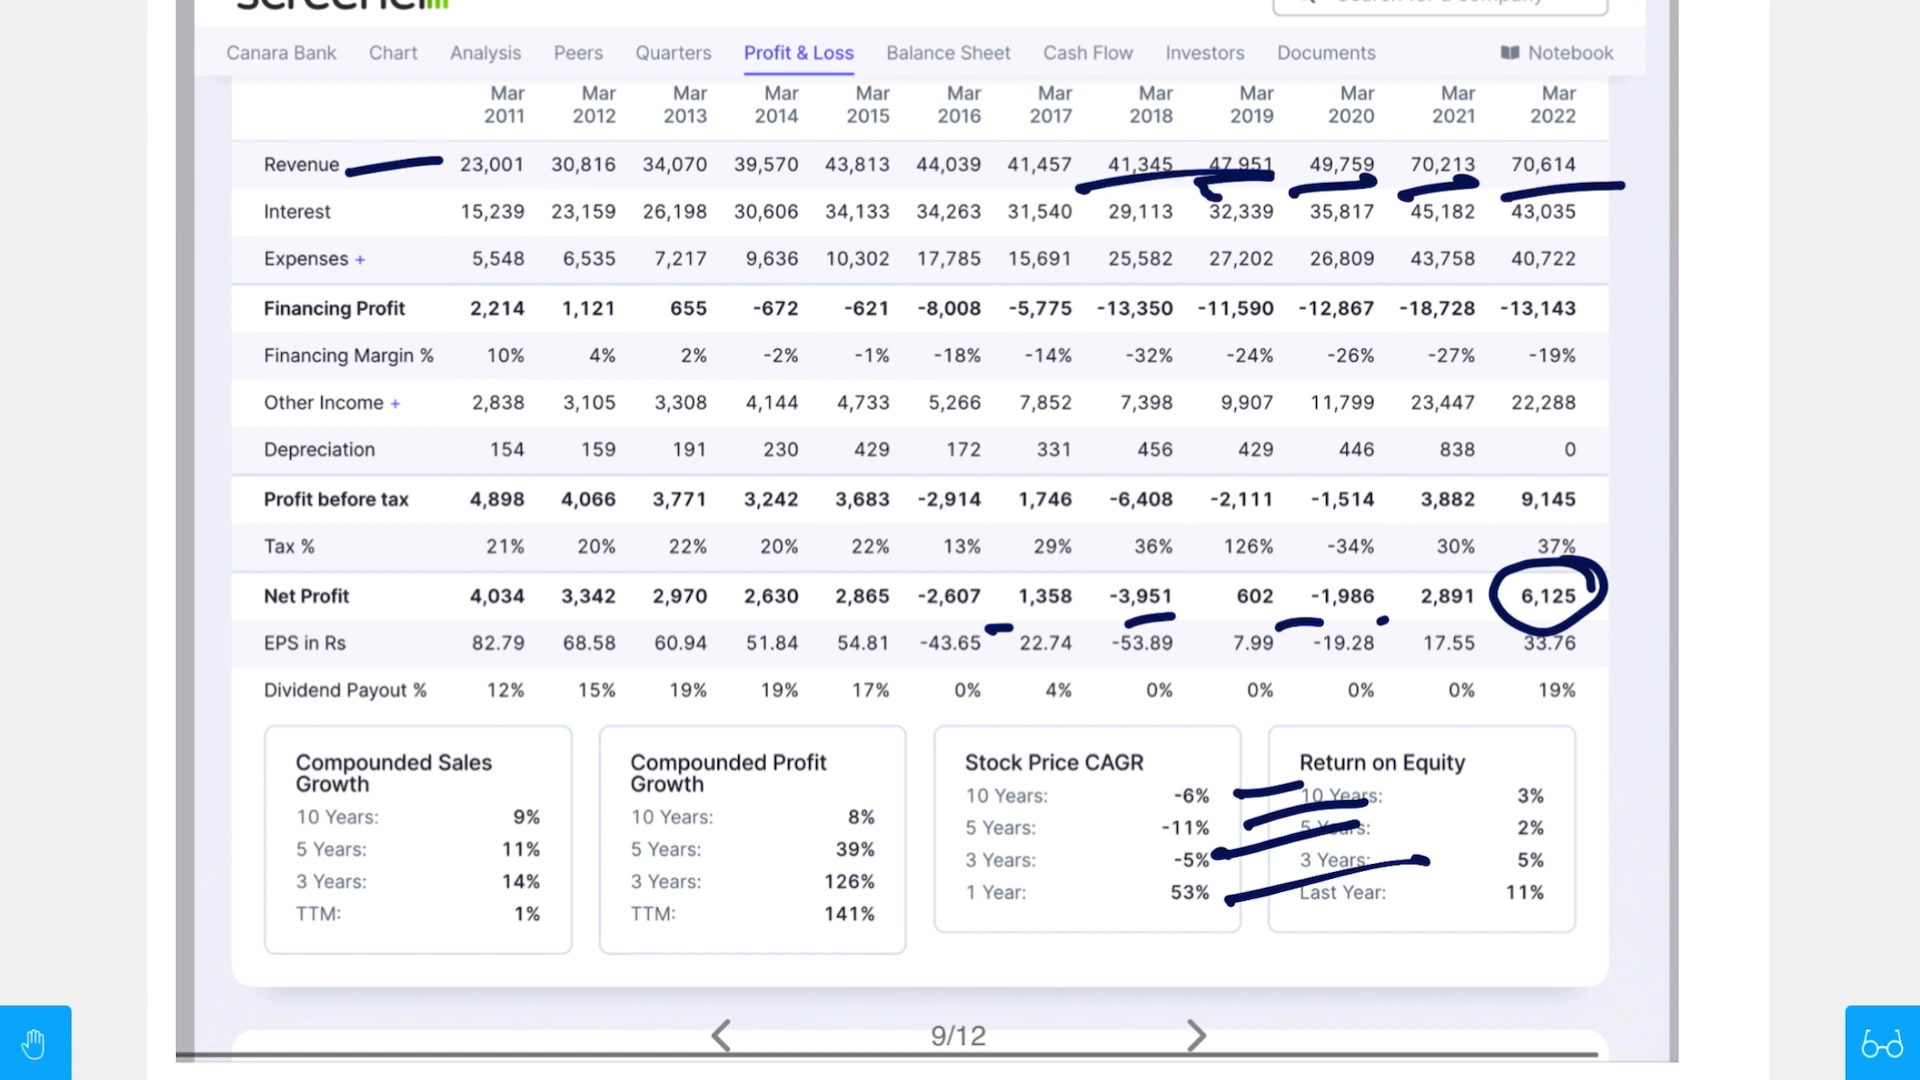 screener
Search for a company
Canara Bank Chart Analysis Peers Quarters Profit & Loss Balance Sheet Cash Flow Investors Documents Notebook
Mar 2011 Mar 2012 Mar 2013 Mar 2014 Mar 2015 Mar 2016 Mar 2017 Mar 2018 Mar 2019 Mar 2020 Mar 2021 Mar 2022
Revenue 23,001 30,816 34,070 39,570 43,813 44,039 41,457 41,345 47,951 49,759 70,213 70,614
Interest 15,239 23,159 26,198 30,606 34,133 34,263 31,540 29,113 32,339 35,817 45,182 43,035
Expenses + 5,548 6,535 7,217 9,636 10,302 17,785 15,691 25,582 27,202 26,809 43,758 40,722
Financing Profit 2,214 1,121 655 -672 -621 -8,008 -5,775 -13,350 -11,590 -12,867 -18,728 -13,143
Financing Margin % 10% 4% 2% -2% -1% -18% -14% -32% -24% -26% -27% -19%
Other Income + 2,838 3,105 3,308 4,144 4,733 5,266 7,852 7,398 9,907 11,799 23,447 22,288
Depreciation 154 159 191 230 429 172 331 456 429 446 838 0
Profit before tax 4,898 4,066 3,771 3,242 3,683 -2,914 1,746 -6,408 -2,111 -1,514 3,882 9,145
Tax % 21% 20% 22% 20% 22% 13% 29% 36% 126% -34% 30% 37%
Net Profit 4,034 3,342 2,970 2,630 2,865 -2,607 1,358 -3,951 602 -1,986 2,891 6,125
EPS in Rs 82.79 68.58 60.94 51.84 54.81 -43.65 22.74 -53.89 7.99 -19.28 17.55 33.76
Dividend Payout % 12% 15% 19% 19% 17% 0% 4% 0% 0% 0% 0% 19%
Compounded Sales
Growth
10 Years: 9%
5 Years: 11%
3 Years: 14%
TTM: 1%
Compounded Profit
Growth
10 Years: 8%
5 Years: 39%
3 Years: 126%
TTM: 141%
Stock Price CAGR
10 Years: -6%
5 Years: -11%
3 Years: -5%
1 Year: 53%
Return on Equity
10 Years: 3%
5 Years: 2%
3 Years: 5%
Last Year: 11%
9/12